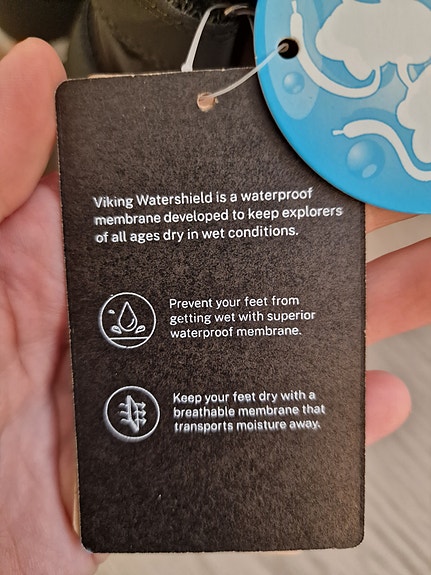 Viking Watershield is a waterproof
membrane developed to keep explorers
of all ages dry in wet conditions.
Prevent your feet from
getting wet with superior
waterproof membrane.
Keep your feet dry with a
breathable membrane that
transports moisture away.